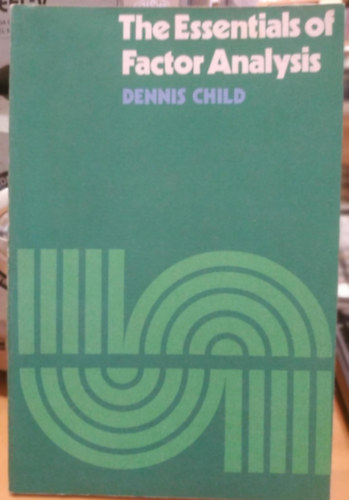 The Essentials of
Factor Analysis
DENNIS CHILD